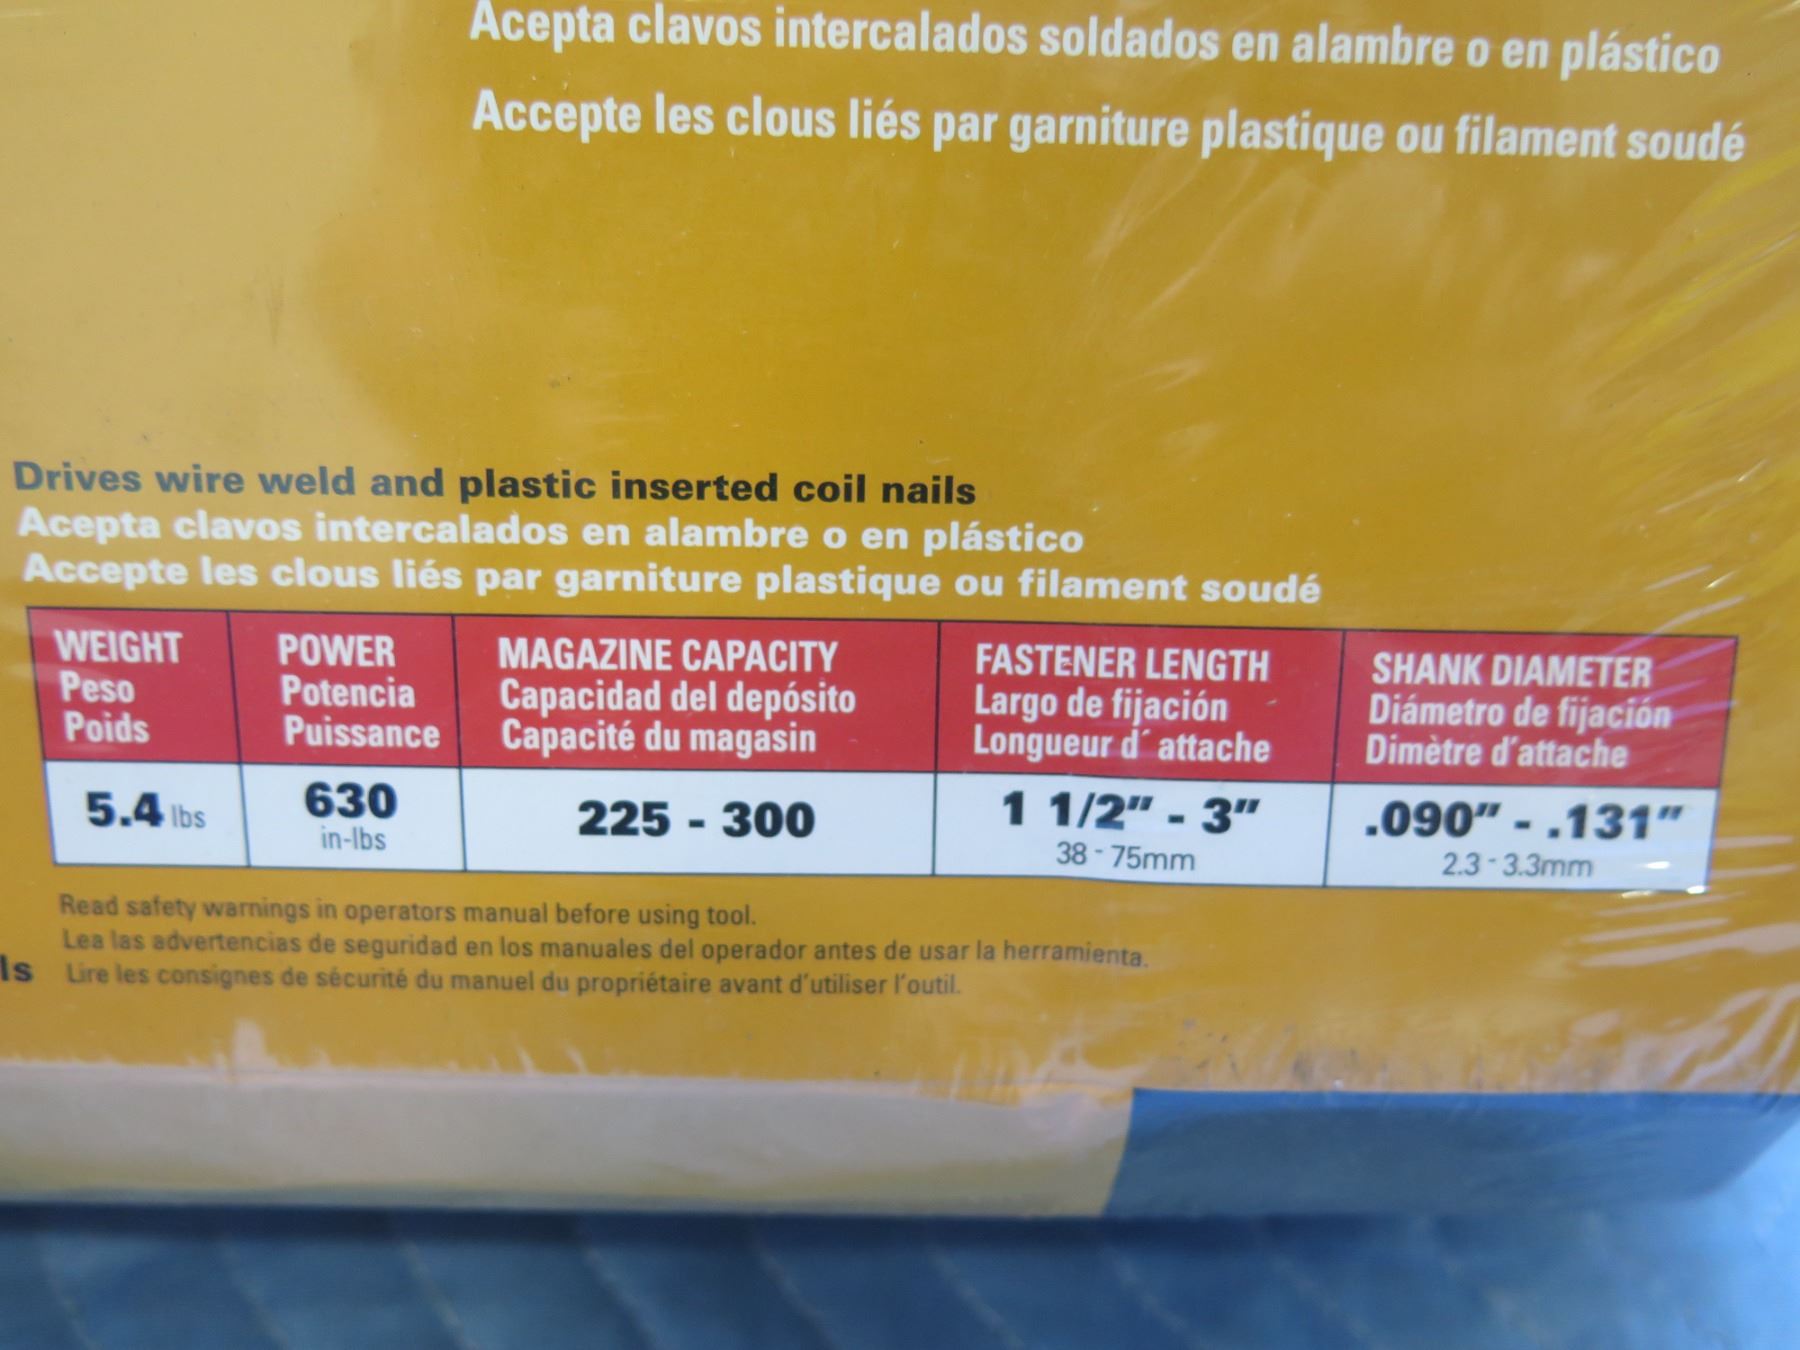 Acepta clavos intercalados soldados en alambre o en plástico
Accepte les clous liés par garniture plastique ou filament soudé
Drives wire weld and plastic inserted coil nails
Acepta clavos intercalados en alambre o en plástico
Accepte les clous liés par garniture plastique ou filament soudé
WEIGHT
Peso
Poids
5.4 lbs
POWER
Potencia
Puissance
630
in-lbs
MAGAZINE CAPACITY
Capacidad del depósito
Capacité du magasin
225 - 300
FASTENER LENGTH
Largo de fijación
Longueur d´ attache
1 1/2" - 3"
38 - 75mm
SHANK DIAMETER
Diámetro de fijación
Dimètre d'attache
.090" - .131"
2.3 - 3.3mm
Read safety warnings in operators manual before using tool.
Lea las advertencias de seguridad en los manuales del operador antes de usar la herramienta.
ls Lire les consignes de sécurité du manuel du propriétaire avant d'utiliser l'outil.